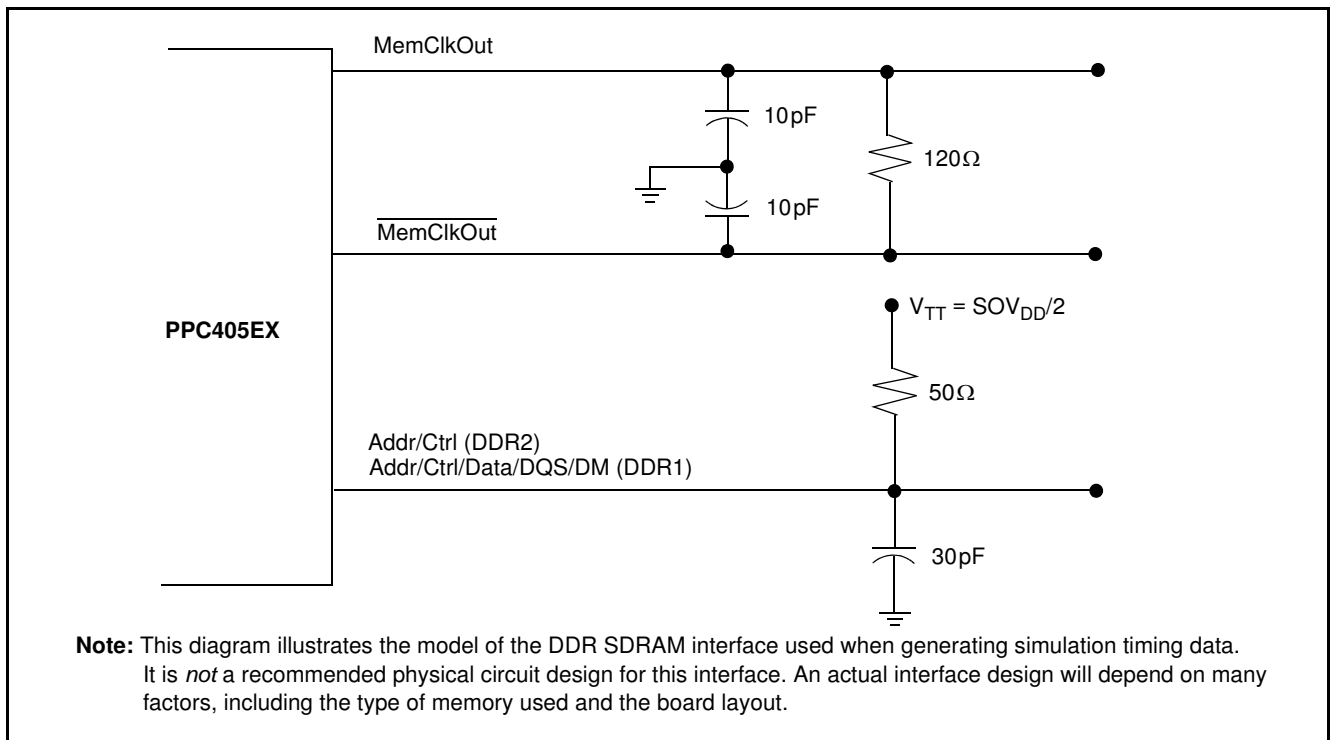 MemClkOut
10pF
120Ω
10pF
MemClkOut
V_TT = SOV_DD/2
PPC405EX
50Ω
Addr/Ctrl (DDR2)
Addr/Ctrl/Data/DQS/DM (DDR1)
30pF
Note: This diagram illustrates the model of the DDR SDRAM interface used when generating simulation timing data.
It is not a recommended physical circuit design for this interface. An actual interface design will depend on many
factors, including the type of memory used and the board layout.